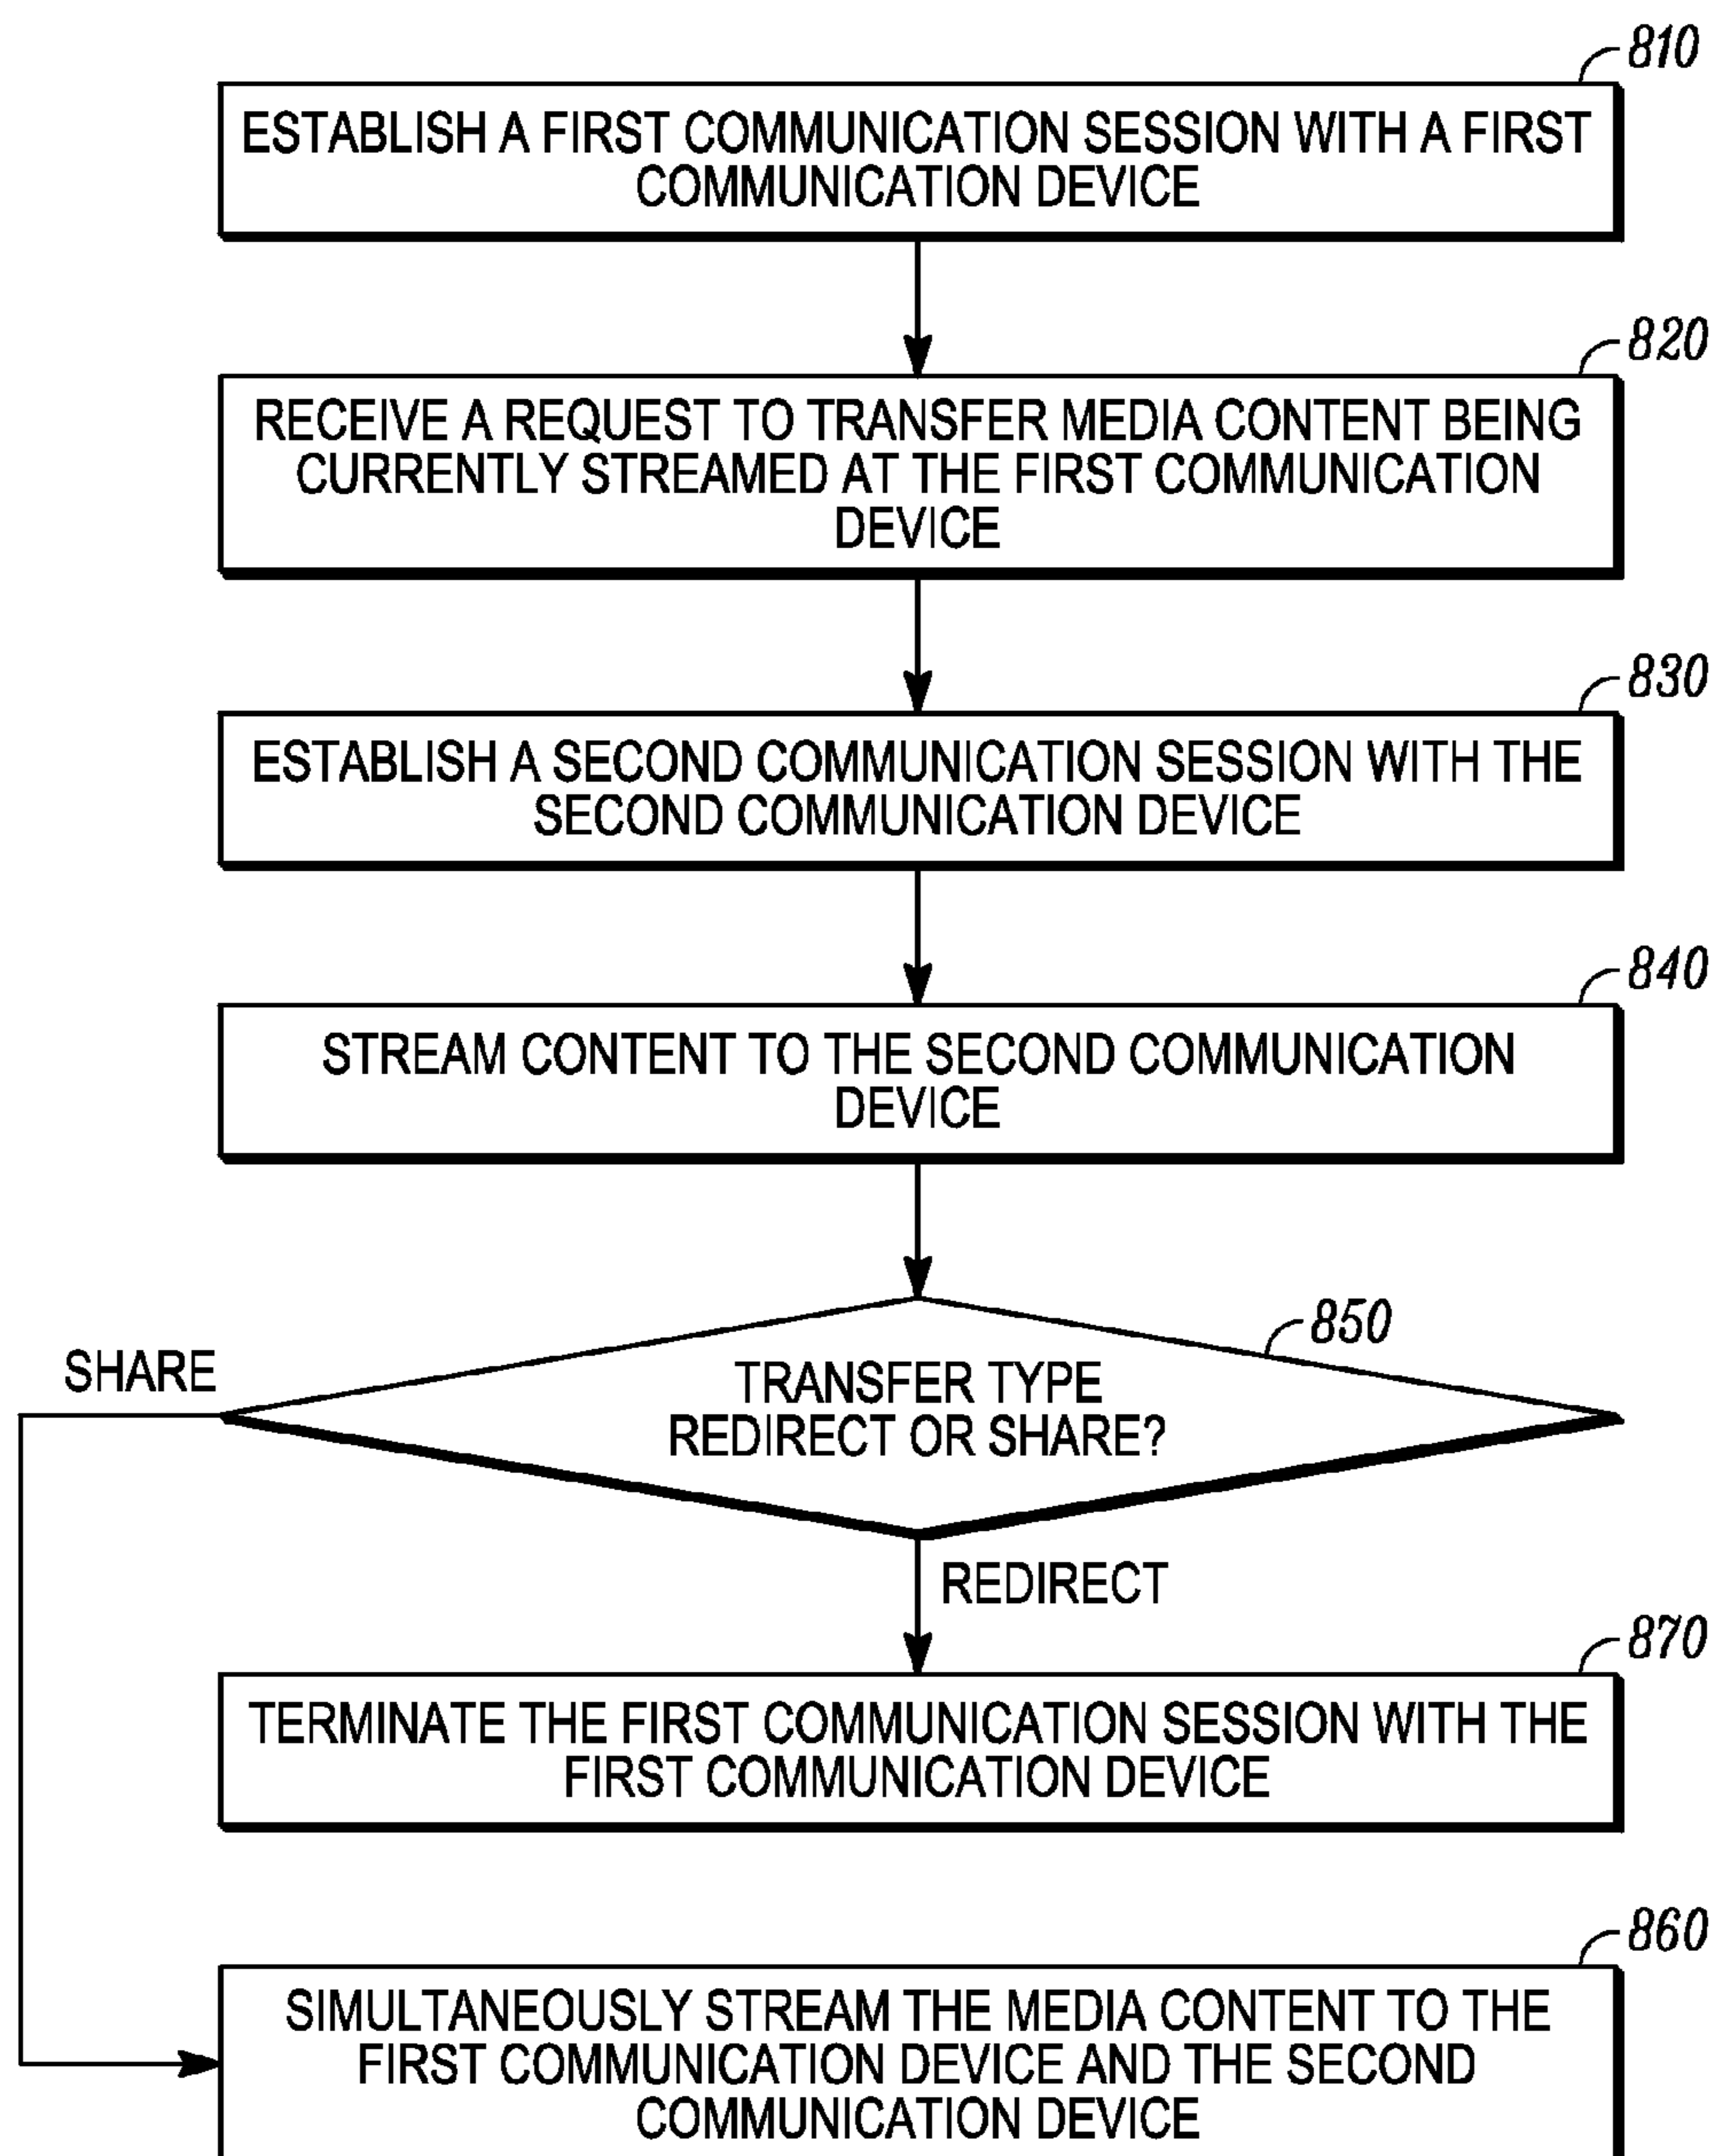 810
ESTABLISH A FIRST COMMUNICATION SESSION WITH A FIRST
COMMUNICATION DEVICE
820
RECEIVE A REQUEST TO TRANSFER MEDIA CONTENT BEING
CURRENTLY STREAMED AT THE FIRST COMMUNICATION
DEVICE
830
ESTABLISH A SECOND COMMUNICATION SESSION WITH THE
SECOND COMMUNICATION DEVICE
840
STREAM CONTENT TO THE SECOND COMMUNICATION
DEVICE
850
SHARE
TRANSFER TYPE
REDIRECT OR SHARE?
REDIRECT
870
TERMINATE THE FIRST COMMUNICATION SESSION WITH THE
FIRST COMMUNICATION DEVICE
860
SIMULTANEOUSLY STREAM THE MEDIA CONTENT TO THE
FIRST COMMUNICATION DEVICE AND THE SECOND
COMMUNICATION DEVICE